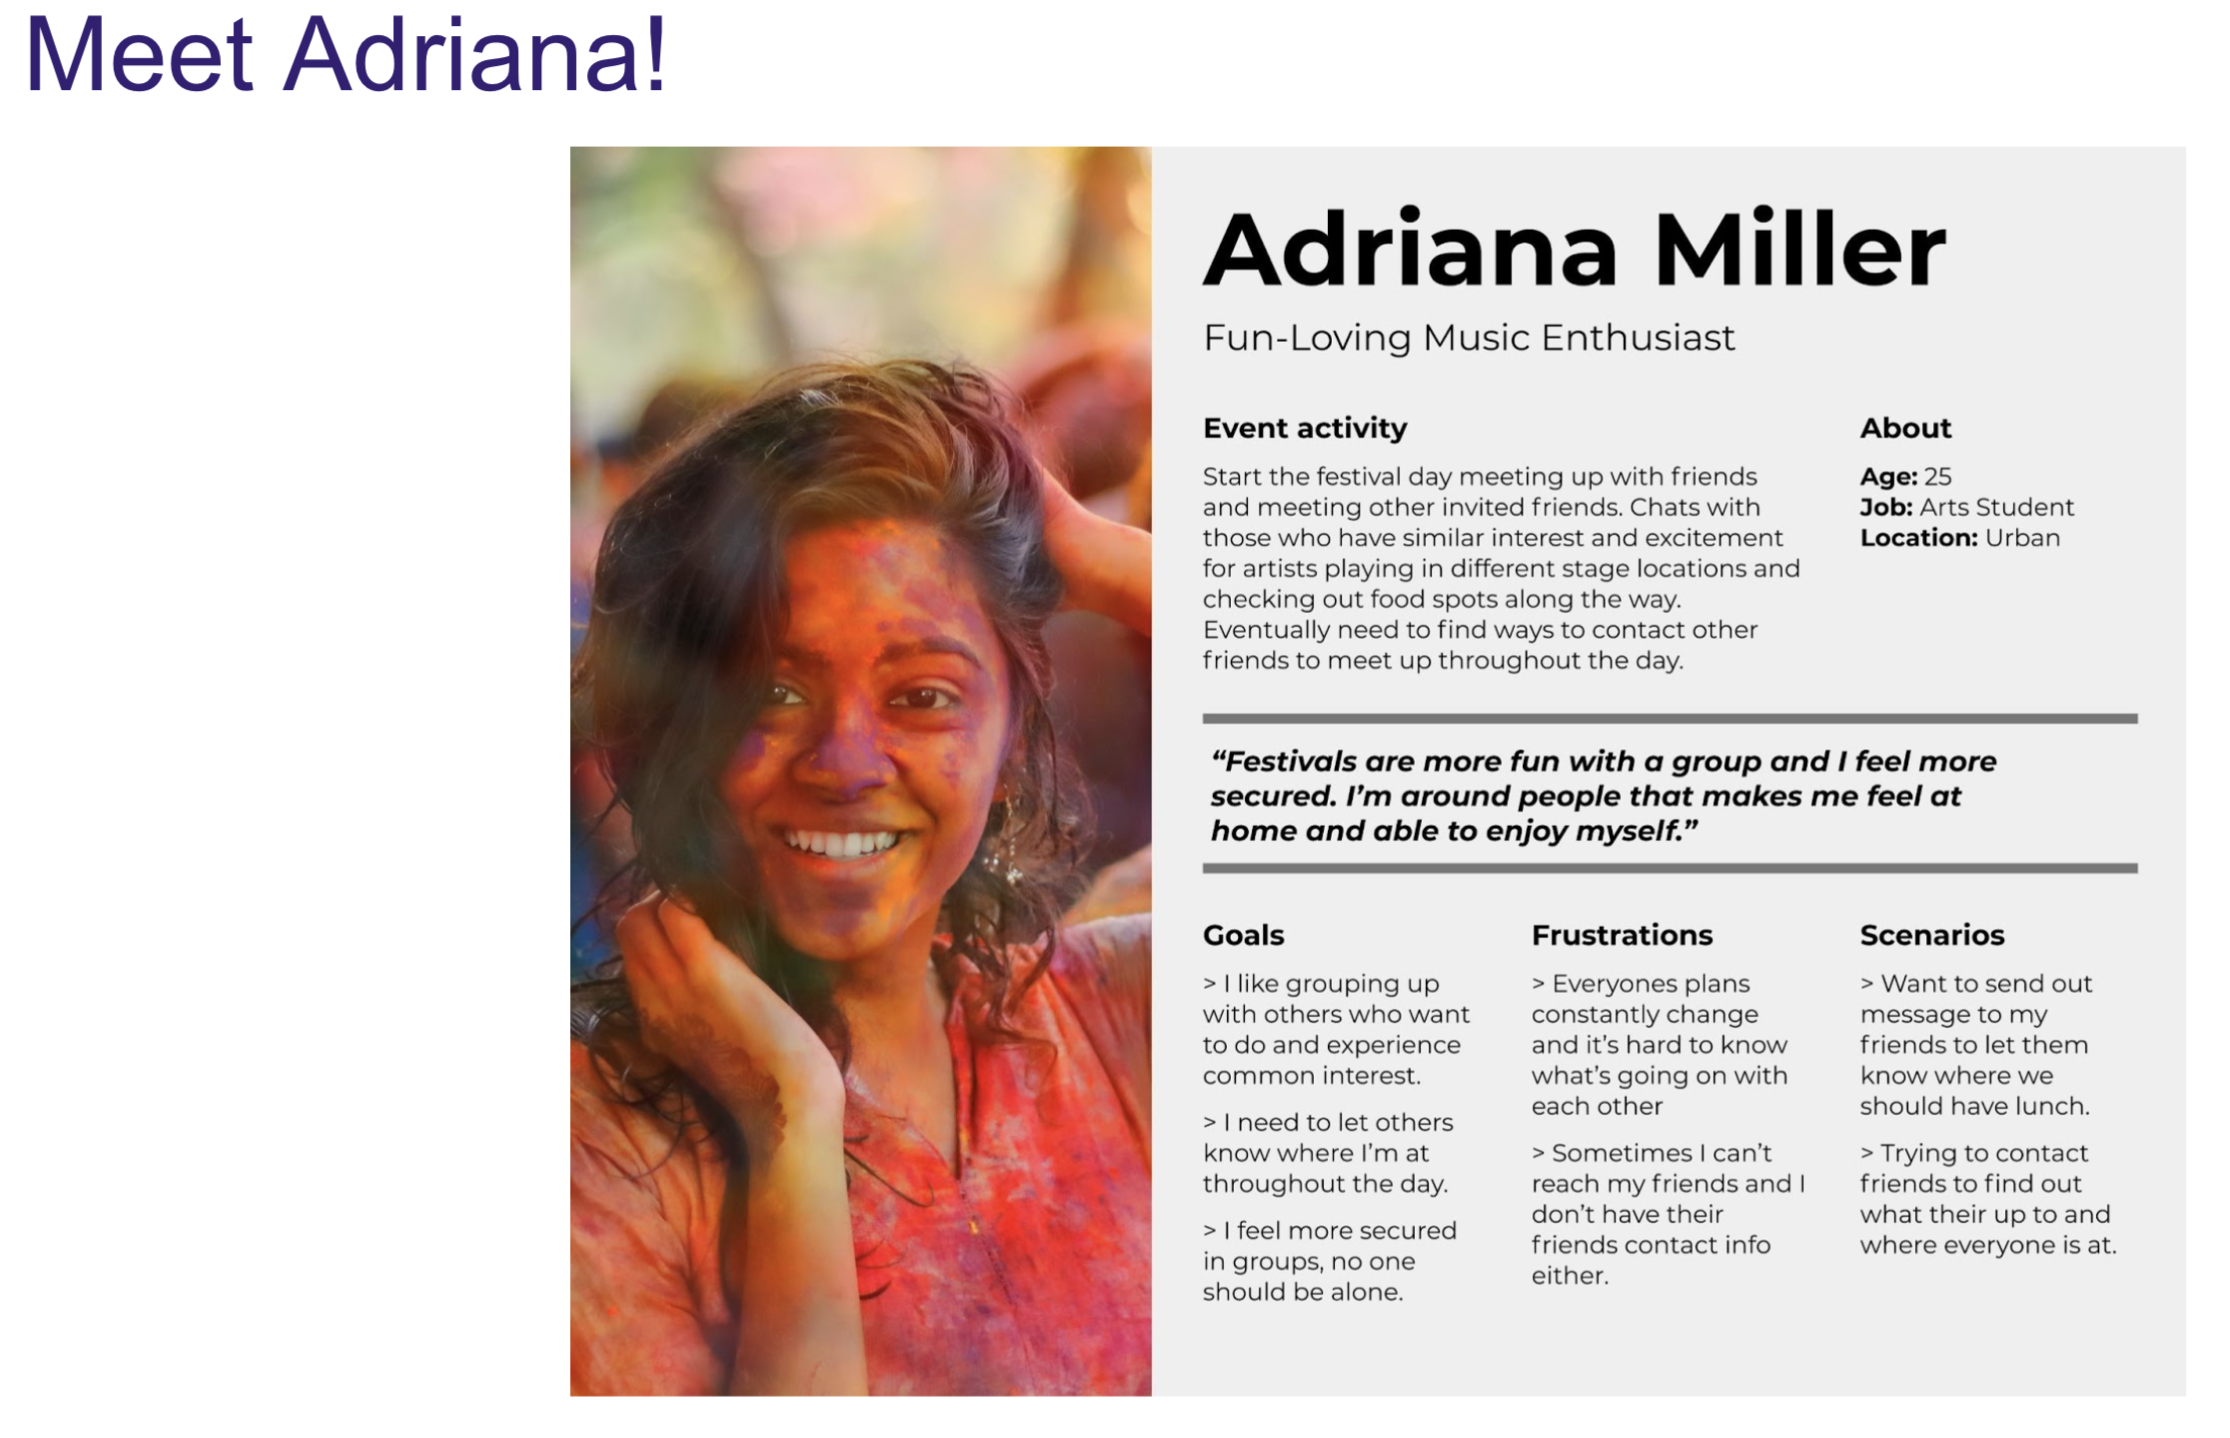 Meet Adriana!
Adriana Miller
Fun-Loving Music Enthusiast
Event activity
Start the festival day meeting up with friends
and meeting other invited friends. Chats with
those who have similar interest and excitement
for artists playing in different stage locations and
checking out food spots along the way.
Eventually need to find ways to contact other
friends to meet up throughout the day.
About
Age: 25
Job: Arts Student
Location: Urban
“Festivals are more fun with a group and I feel more
secured. I’m around people that makes me feel at
home and able to enjoy myself.”
Goals
> I like grouping up
with others who want
to do and experience
common interest.
> I need to let others
know where I’m at
throughout the day.
> I feel more secured
in groups, no one
should be alone.
Frustrations
> Everyones plans
constantly change
and it’s hard to know
what’s going on with
each other
> Sometimes I can’t
reach my friends and I
don’t have their
friends contact info
either.
Scenarios
> Want to send out
message to my
friends to let them
know where we
should have lunch.
> Trying to contact
friends to find out
what their up to and
where everyone is at.